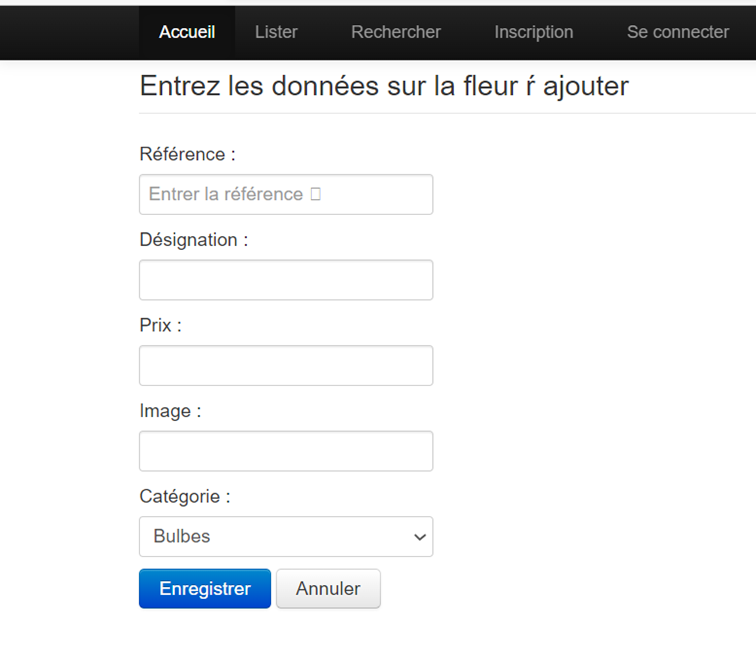 Accueil Lister Rechercher Inscription Se connecter
Entrez les données sur la fleur ŕ ajouter
Référence :
Entrer la référence 
Désignation :
Prix :
Image :
Catégorie :
Bulbes
Enregistrer Annuler